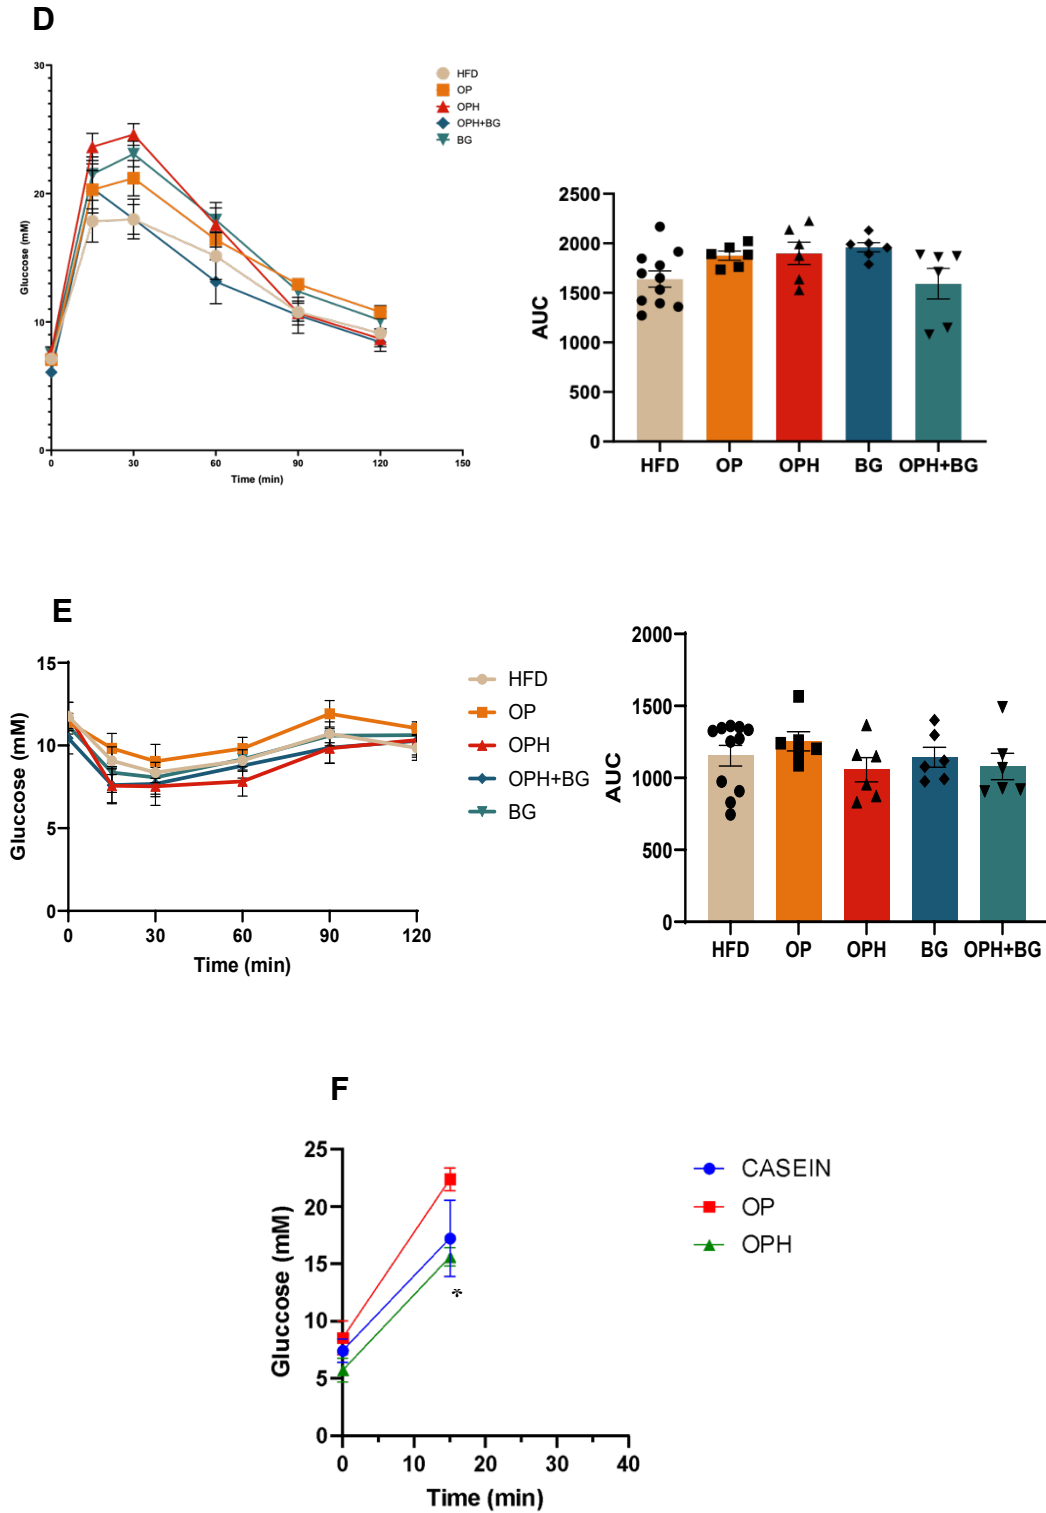 D
30
20
10
0
Gluccose (mM)
0 30 60 90 120 150
Time (min)
HFD
OP
OPH
OPH+BG
BG
2500
2000
1500
1000
500
0
AUC
HFD OP OPH BG OPH+BG
E
15
10
5
0
Gluccose (mM)
0 30 60 90 120
Time (min)
HFD
OP
OPH
OPH+BG
BG
2000
1500
1000
500
0
AUC
HFD OP OPH BG OPH+BG
F
25
20
15
10
5
0
Gluccose (mM)
*
0 10 20 30 40
Time (min)
CASEIN
OP
OPH